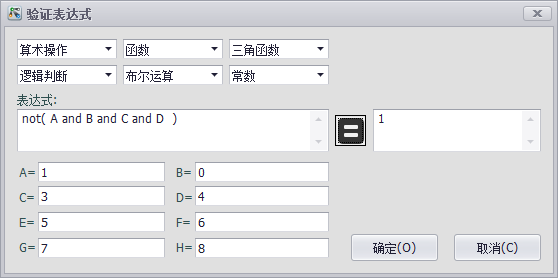 验证表达式
算术操作 函数 三角函数
逻辑判断 布尔运算 常数
表达式:
not( A and B and C and D  ) = 1
A= 1 B= 0
C= 3 D= 4
E= 5 F= 6
G= 7 H= 8
确定(O) 取消(C)